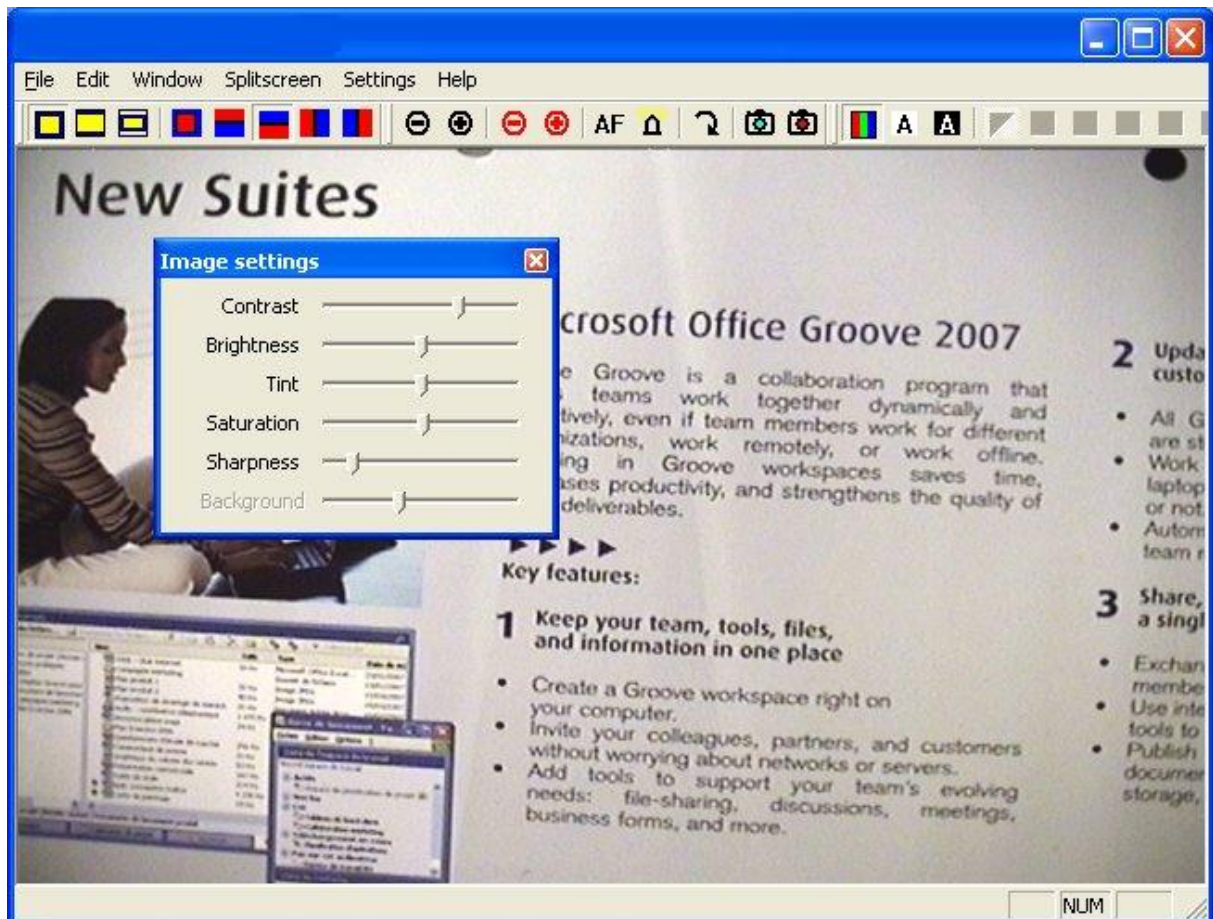 File Edit Window Splitscreen Settings Help
AF A A
New Suites
Image settings
Contrast
Brightness
Tint
Saturation
Sharpness
Background
crosoft Office Groove 2007
e Groove is a collaboration program that
teams work together dynamically and
tively, even if team members work for different
nizations, work remotely, or work offline.
ing in Groove workspaces saves time,
ases productivity, and strengthens the quality of
deliverables.
Key features:
1 Keep your team, tools, files,
and information in one place
• Create a Groove workspace right on
your computer.
• Invite your colleagues, partners, and customers
without worrying about networks or servers.
• Add tools to support your team's evolving
needs: file-sharing, discussions, meetings,
business forms, and more.
2 Upda
custo
• All G
are st
• Work
laptop
or not
• Autom
team r
3 Share,
a singl
• Exchan
membe
• Use inte
tools to
• Publish
documen
storage,
NUM